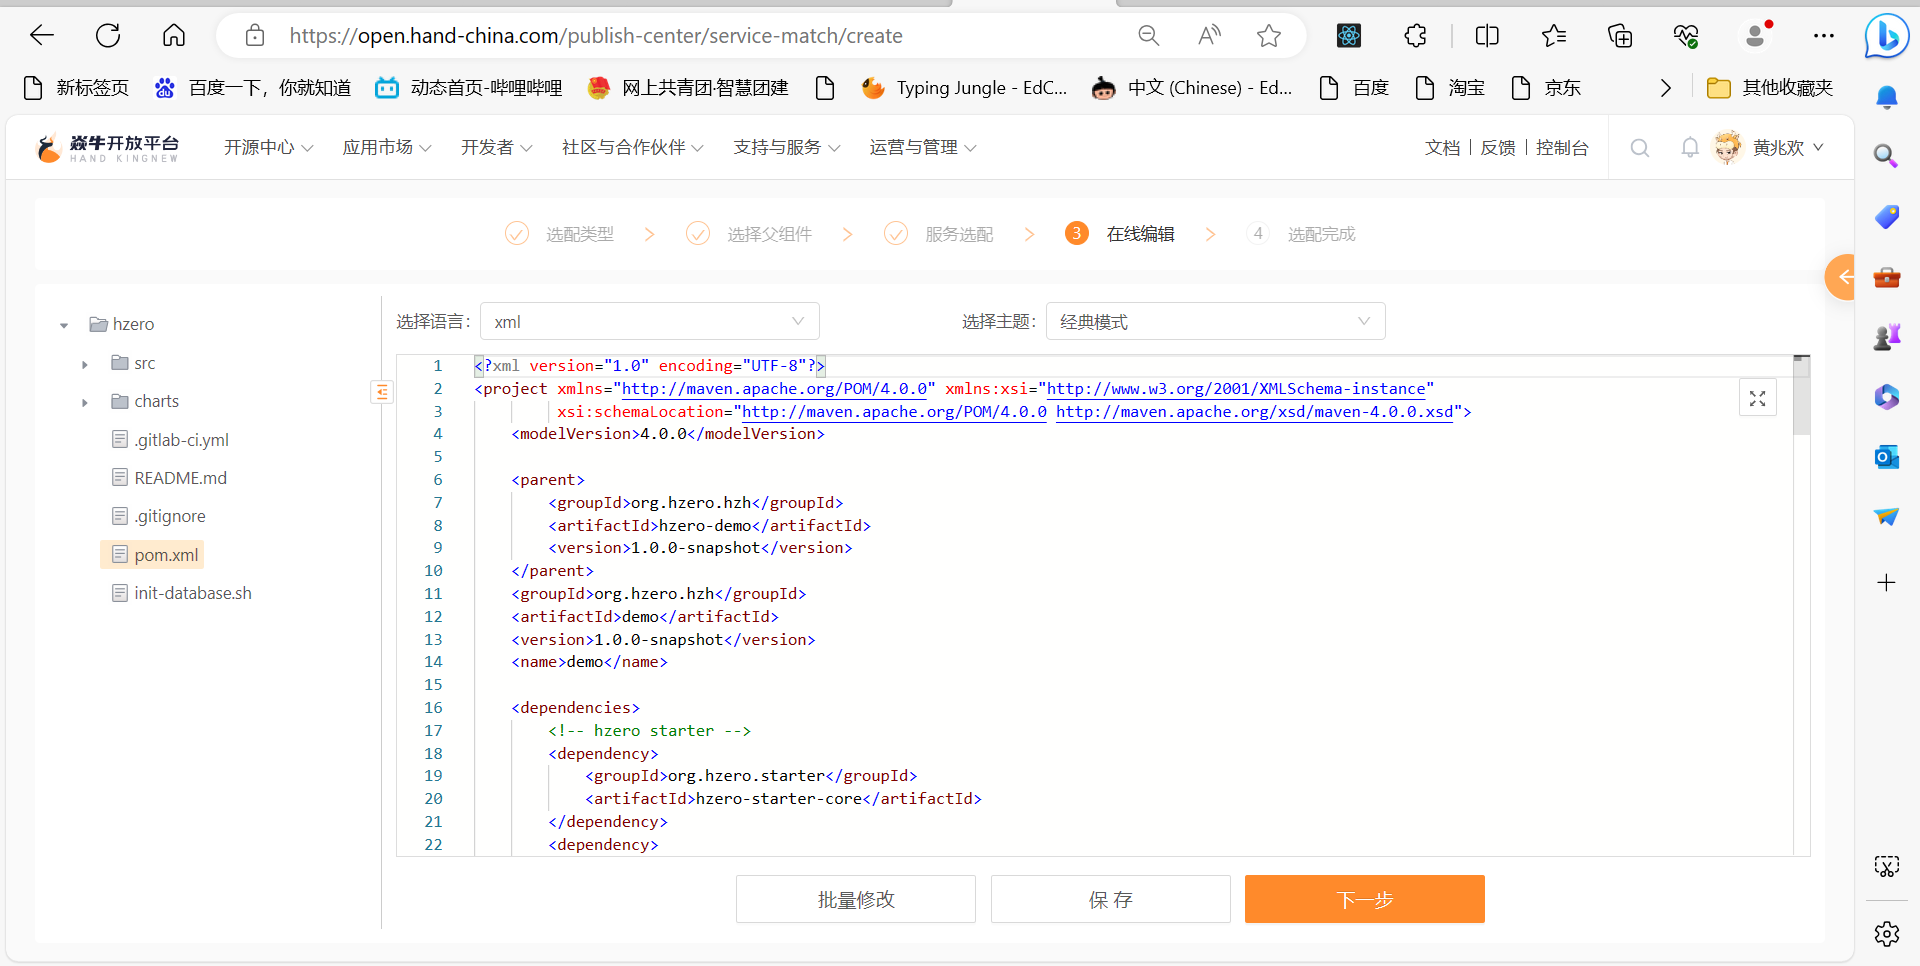 https://open.hand-china.com/publish-center/service-match/create
新标签页 百度一下，你就知道 动态首页-哔哩哔哩 网上共青团·智慧团建 Typing Jungle - EdC... 中文 (Chinese) - Ed... 百度 淘宝 京东 其他收藏夹
猋牛开放平台 HAND KINGNEW 开源中心 应用市场 开发者 社区与合作伙伴 支持与服务 运营与管理 文档 反馈 控制台 黄兆欢
选配类型 选择父组件 服务选配 3 在线编辑 4 选配完成
hzero
src
charts
.gitlab-ci.yml
README.md
.gitignore
pom.xml
init-database.sh
选择语言: xml 选择主题: 经典模式
1 <?xml version="1.0" encoding="UTF-8"?>
2 <project xmlns="http://maven.apache.org/POM/4.0.0" xmlns:xsi="http://www.w3.org/2001/XMLSchema-instance"
3 xsi:schemaLocation="http://maven.apache.org/POM/4.0.0 http://maven.apache.org/xsd/maven-4.0.0.xsd">
4 <modelVersion>4.0.0</modelVersion>
5
6 <parent>
7 <groupId>org.hzero.hzh</groupId>
8 <artifactId>hzero-demo</artifactId>
9 <version>1.0.0-snapshot</version>
10 </parent>
11 <groupId>org.hzero.hzh</groupId>
12 <artifactId>demo</artifactId>
13 <version>1.0.0-snapshot</version>
14 <name>demo</name>
15
16 <dependencies>
17 <!-- hzero starter -->
18 <dependency>
19 <groupId>org.hzero.starter</groupId>
20 <artifactId>hzero-starter-core</artifactId>
21 </dependency>
22 <dependency>
批量修改 保 存 下一步